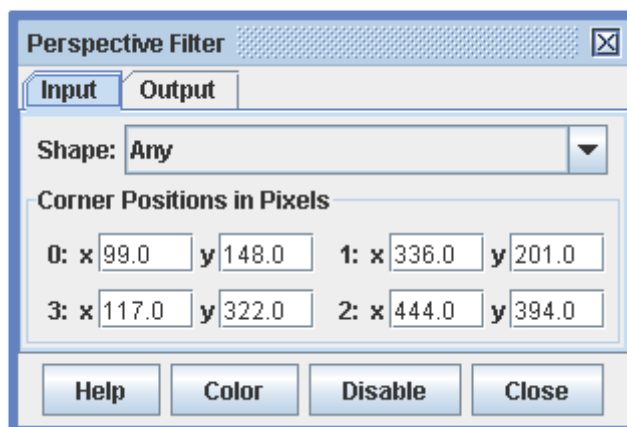 Perspective Filter
Input Output
Shape: Any
Corner Positions in Pixels
0: x 99.0 y 148.0 1: x 336.0 y 201.0
3: x 117.0 y 322.0 2: x 444.0 y 394.0
Help Color Disable Close